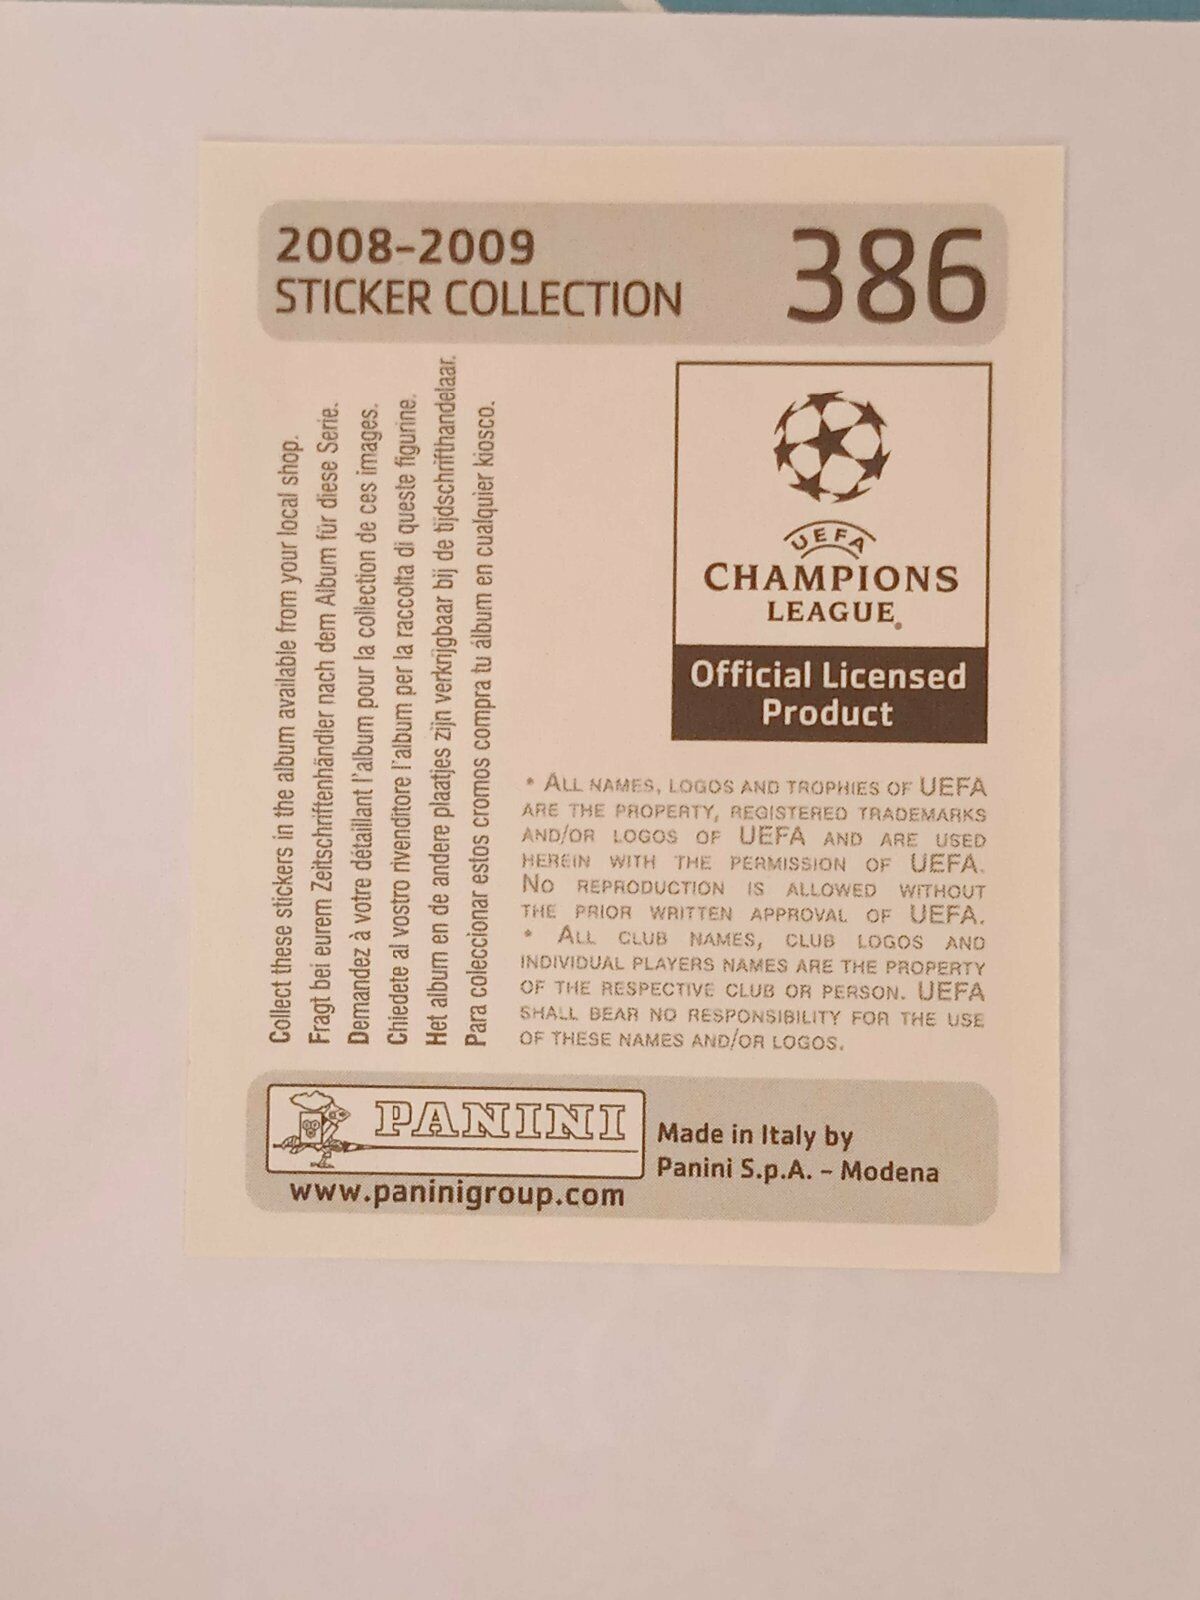 2008-2009
STICKER COLLECTION
386
Collect these stickers in the album available from your local shop.
Fragt bei eurem Zeitschriftenhändler nach dem Album für diese Serie.
Demandez à votre détaillant l'album pour la collection de ces images.
Chiedete al vostro rivenditore l'album per la raccolta di queste figurine.
Het album en de andere plaatjes zijn verkrijgbaar bij de tijdschrifthandelaar.
Para coleccionar estos cromos compra tu álbum en cualquier kiosco.
UEFA
CHAMPIONS
LEAGUE
Official Licensed
Product
* ALL NAMES, LOGOS AND TROPHIES OF UEFA
ARE THE PROPERTY, REGISTERED TRADEMARKS
AND/OR LOGOS OF UEFA AND ARE USED
HEREIN WITH THE PERMISSION OF UEFA.
NO REPRODUCTION IS ALLOWED WITHOUT
THE PRIOR WRITTEN APPROVAL OF UEFA.
* ALL CLUB NAMES, CLUB LOGOS AND
INDIVIDUAL PLAYERS NAMES ARE THE PROPERTY
OF THE RESPECTIVE CLUB OR PERSON. UEFA
SHALL BEAR NO RESPONSIBILITY FOR THE USE
OF THESE NAMES AND/OR LOGOS.
PANINI
www.paninigroup.com
Made in Italy by
Panini S.p.A. - Modena